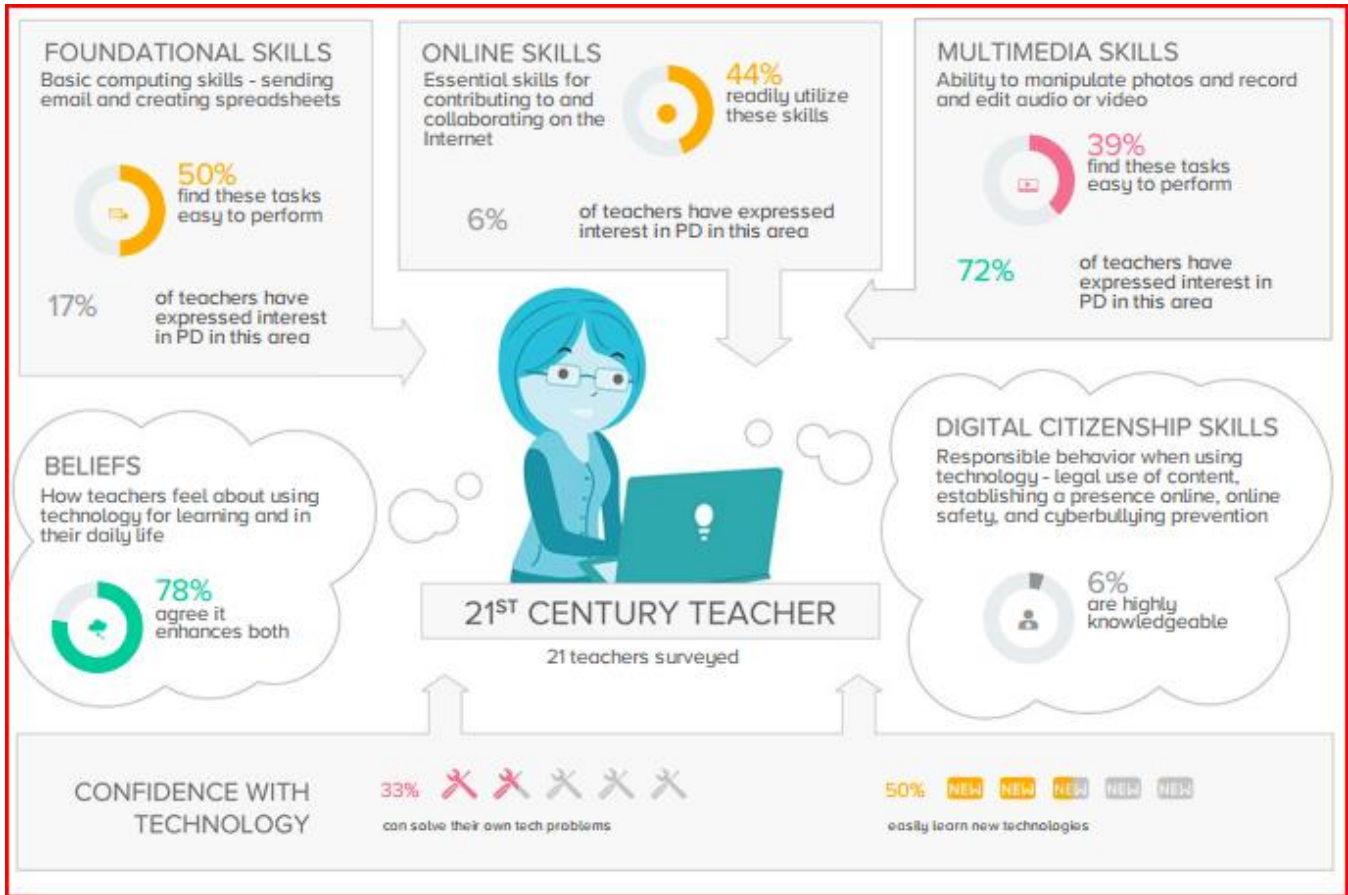 FOUNDATIONAL SKILLS
Basic computing skills - sending
email and creating spreadsheets
50%
find these tasks
easy to perform
17%
of teachers have
expressed interest
in PD in this area
ONLINE SKILLS
Essential skills for
contributing to and
collaborating on the
Internet
44%
readily utilize
these skills
6%
of teachers have expressed
interest in PD in this area
MULTIMEDIA SKILLS
Ability to manipulate photos and record
and edit audio or video
39%
find these tasks
easy to perform
72%
of teachers have
expressed interest in
PD in this area
BELIEFS
How teachers feel about using
technology for learning and in
their daily life
78%
agree it
enhances both
21ST CENTURY TEACHER
21 teachers surveyed
DIGITAL CITIZENSHIP SKILLS
Responsible behavior when using
technology - legal use of content,
establishing a presence online, online
safety, and cyberbullying prevention
6%
are highly
knowledgeable
CONFIDENCE WITH
TECHNOLOGY
33%
can solve their own tech problems
50% NEW NEW NEW NEW NEW
easily learn new technologies